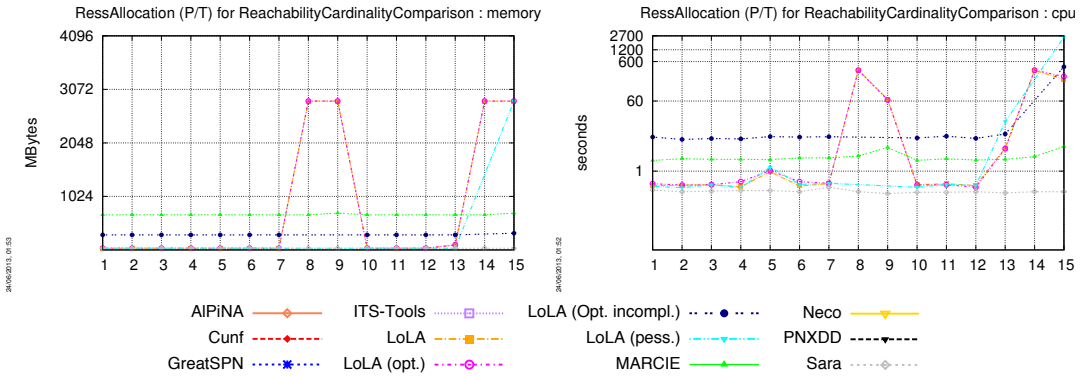 RessAllocation (P/T) for ReachabilityCardinalityComparison : memory
4096
3072
2048
1024
MBytes
1 2 3 4 5 6 7 8 9 10 11 12 13 14 15
24/06/2013, 01:53
RessAllocation (P/T) for ReachabilityCardinalityComparison : cpu
2700
1200
600
60
1
seconds
1 2 3 4 5 6 7 8 9 10 11 12 13 14 15
24/06/2013, 01:52
AlPiNA
Cunf
GreatSPN
ITS-Tools
LoLA
LoLA (opt.)
LoLA (Opt. incompl.)
LoLA (pess.)
MARCIE
Neco
PNXDD
Sara